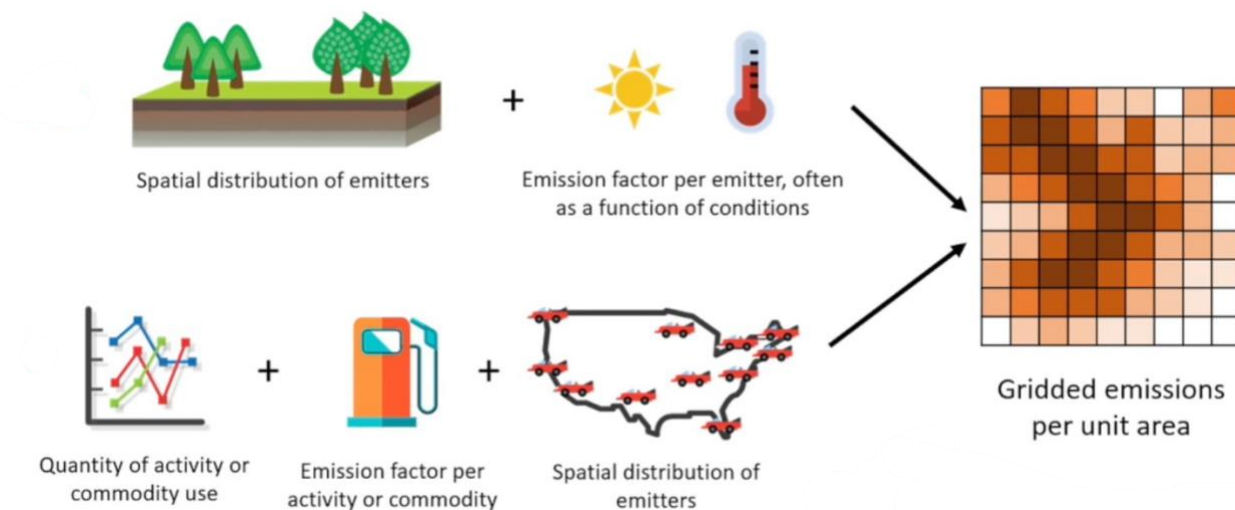 +
Spatial distribution of emitters
Emission factor per emitter, often
as a function of conditions
+
+
Quantity of activity or
commodity use
Emission factor per
activity or commodity
Spatial distribution of
emitters
Gridded emissions
per unit area